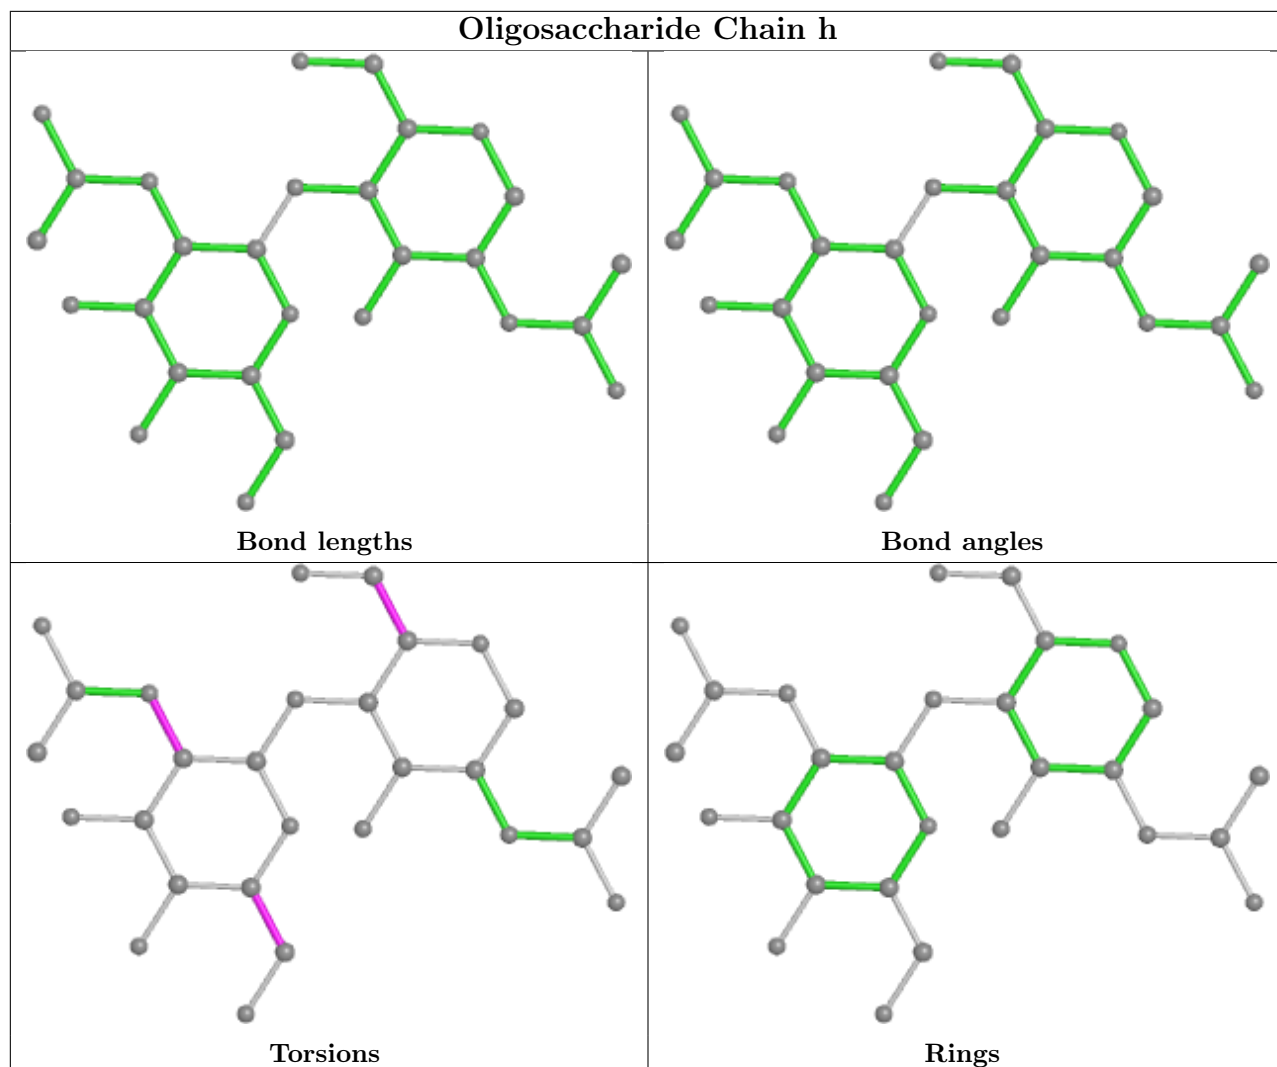 Oligosaccharide Chain h
Bond lengths
Bond angles
Torsions
Rings